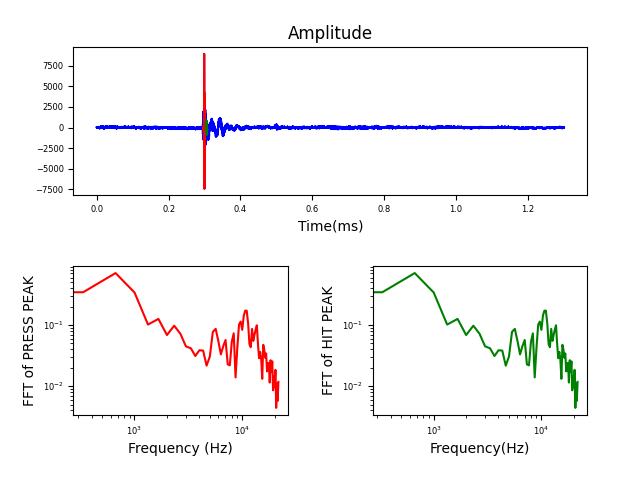 Amplitude
7500
5000
2500
0
−2500
−5000
−7500
0.0 0.2 0.4 0.6 0.8 1.0 1.2
Time(ms)
FFT of PRESS PEAK
10⁻¹
10⁻²
10³ 10⁴
Frequency (Hz)
FFT of HIT PEAK
10⁻¹
10⁻²
10³ 10⁴
Frequency(Hz)